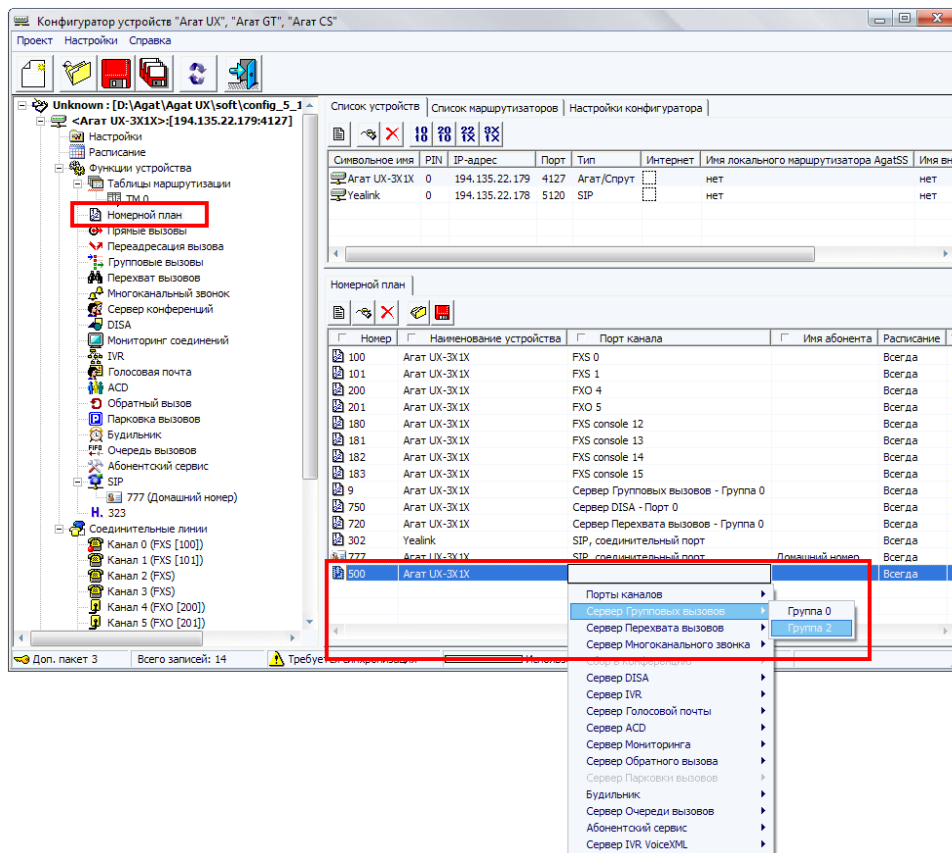 Конфигуратор устройств "Агат UX", "Агат GT", "Агат CS"
Проект Настройки Справка
Unknown : [D:\Agat\Agat UX\soft\config_5_1
<Агат UX-3X1X>:[194.135.22.179:4127]
Настройки
Расписание
Функции устройства
Таблицы маршрутизации
TM 0
Номерной план
Прямые вызовы
Переадресация вызова
Групповые вызовы
Перехват вызовов
Многоканальный звонок
Сервер конференций
DISA
Мониторинг соединений
IVR
Голосовая почта
ACD
Обратный вызов
Парковка вызовов
Будильник
Очередь вызовов
Абонентский сервис
SIP
777 (Домашний номер)
H. 323
Соединительные линии
Канал 0 (FXS [100])
Канал 1 (FXS [101])
Канал 2 (FXS)
Канал 3 (FXS)
Канал 4 (FXO [200])
Канал 5 (FXO [201])
Список устройств Список маршрутизаторов Настройки конфигуратора
Символьное имя PIN IP-адрес Порт Тип Интернет Имя локального маршрутизатора AgatSS Имя вн
Агат UX-3X1X 0 194.135.22.179 4127 Агат/Спрут нет нет
Yealink 0 194.135.22.178 5120 SIP нет нет
Номерной план
Номер Наименование устройства Порт канала Имя абонента Расписание
100 Агат UX-3X1X FXS 0 Всегда
101 Агат UX-3X1X FXS 1 Всегда
200 Агат UX-3X1X FXO 4 Всегда
201 Агат UX-3X1X FXO 5 Всегда
180 Агат UX-3X1X FXS console 12 Всегда
181 Агат UX-3X1X FXS console 13 Всегда
182 Агат UX-3X1X FXS console 14 Всегда
183 Агат UX-3X1X FXS console 15 Всегда
9 Агат UX-3X1X Сервер Групповых вызовов - Группа 0 Всегда
750 Агат UX-3X1X Сервер DISA - Порт 0 Всегда
720 Агат UX-3X1X Сервер Перехвата вызовов - Группа 0 Всегда
302 Yealink SIP, соединительный порт Всегда
777 Агат UX-3X1X SIP, соединительный порт Домашний номер Всегда
500 Агат UX-3X1X Всегда
Порты каналов
Сервер Групповых вызовов
Группа 0
Группа 2
Сервер Перехвата вызовов
Сервер Многоканального звонка
Сбор в конференцию
Сервер DISA
Сервер IVR
Сервер Голосовой почты
Сервер ACD
Сервер Мониторинга
Сервер Обратного вызова
Сервер Парковки вызовов
Будильник
Сервер Очереди вызовов
Абонентский сервис
Сервер IVR VoiceXML
Доп. пакет 3 Всего записей: 14 Требуется синхронизация Использ